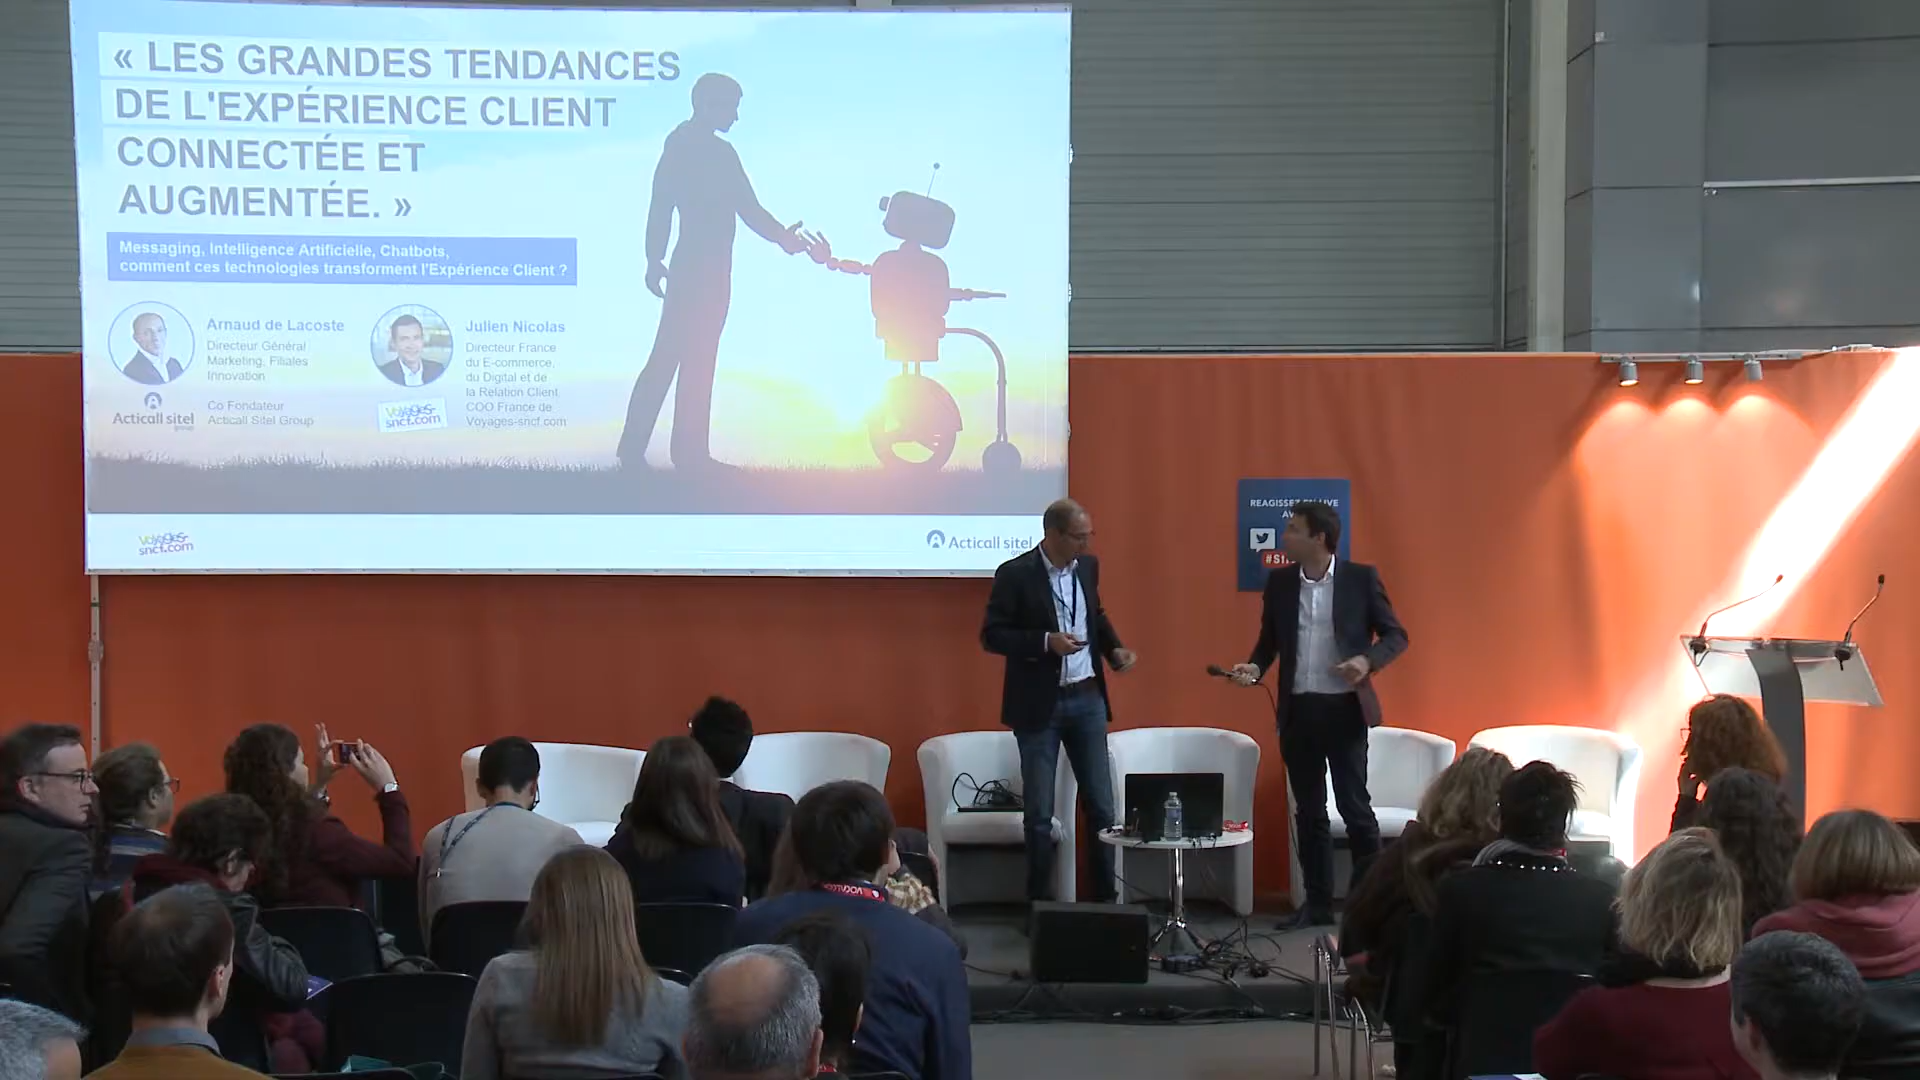 « LES GRANDES TENDANCES
DE L'EXPÉRIENCE CLIENT
CONNECTÉE ET
AUGMENTÉE. »
Messaging, Intelligence Artificielle, Chatbots,
comment ces technologies transforment l'Expérience Client ?
Arnaud de Lacoste
Directeur Général
Marketing, Filiales
Innovation
Acticall sitel
group
Co Fondateur
Acticall Sitel Group
Julien Nicolas
Directeur France
du E-commerce,
du Digital et de
la Relation Client
COO France de
Voyages-sncf.com
Voyages-
sncf.com
Voyages-
sncf.com
Acticall sitel
REAGISSEZ EN LIVE